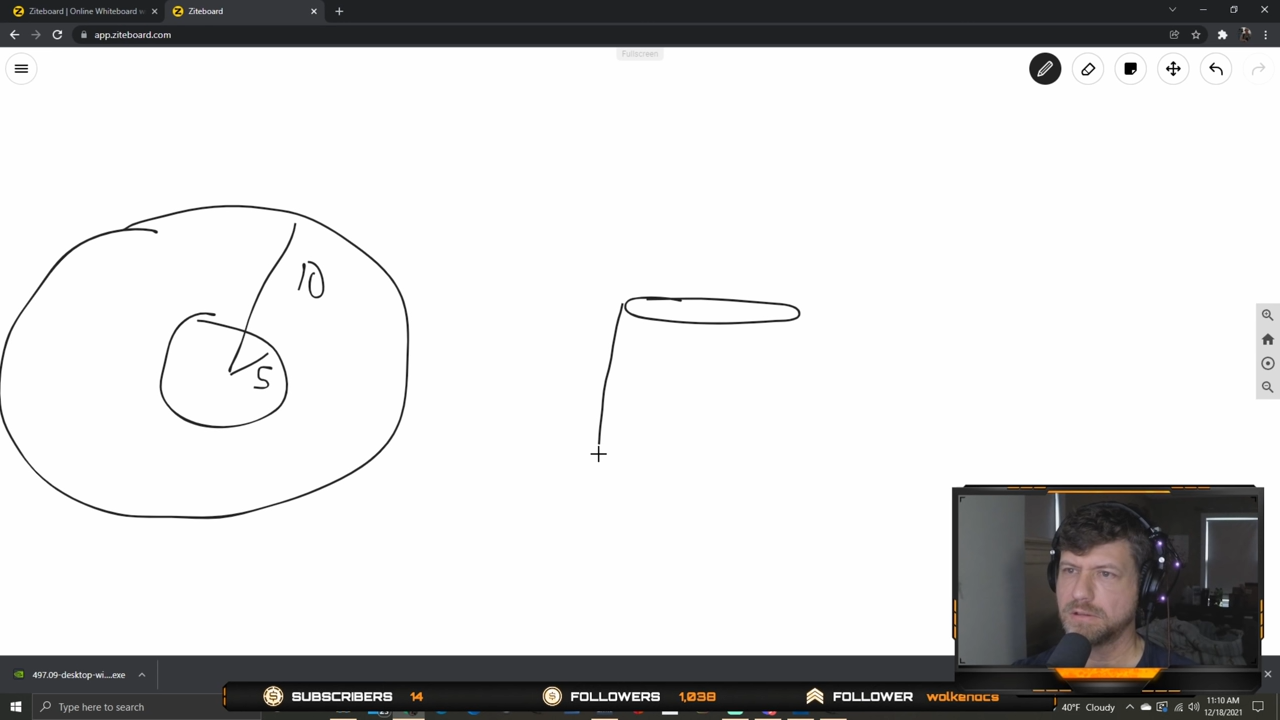 Ziteboard | Online Whiteboard w
Ziteboard
app.ziteboard.com
Fullscreen
10
5
497.09-desktop-wi....exe
SUBSCRIBERS 14
FOLLOWERS 1,038
FOLLOWER wolkenacs
Type here to search
40°F Cloudy
11:10 AM
12/18/2021